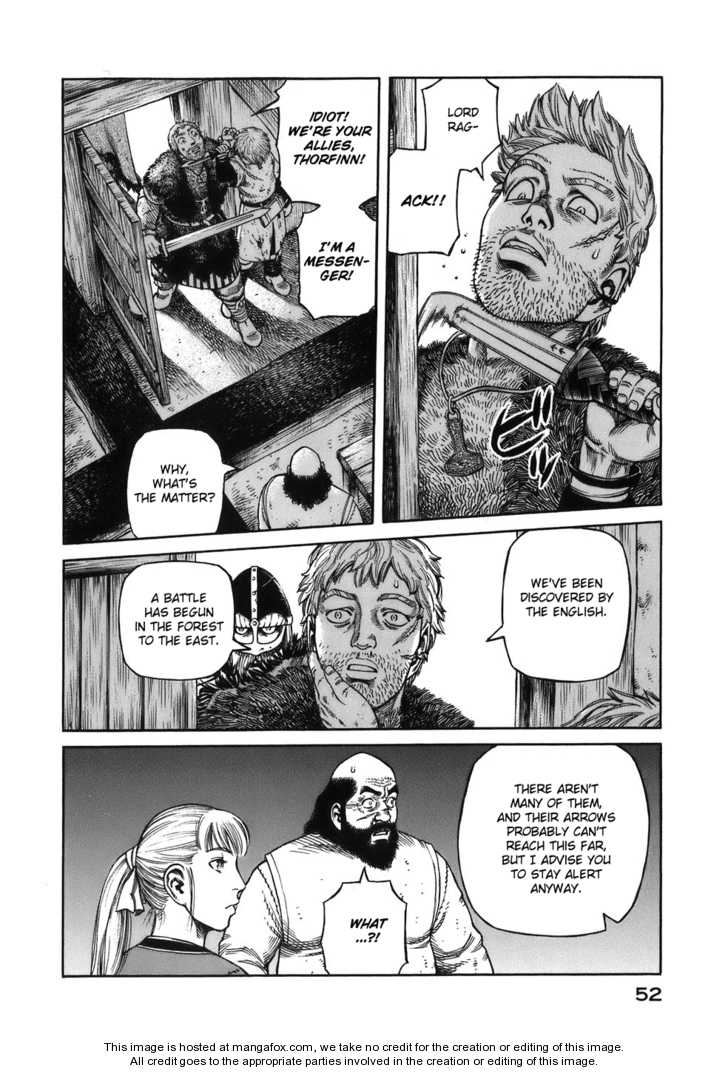 LORD
RAG-
ACK!!
ビビ
IDIOT!
WE'RE YOUR
ALLIES,
THORFINN!
I'M A
MESSEN-
GER!
WHY,
WHAT'S
THE MATTER?
WE'VE BEEN
DISCOVERED
BY
THE ENGLISH.
A BATTLE
HAS BEGUN
IN THE FOREST
TO THE EAST.
THERE AREN'T
MANY OF THEM,
AND THEIR ARROWS
PROBABLY CAN'T
REACH THIS FAR,
BUT I ADVISE YOU
TO STAY ALERT
ANYWAY.
WHAT
...?!
52
This image is hosted at mangafox.com, we take no credit for the creation or editing of this image.
All credit goes to the appropriate parties involved in the creation or editing of this image.